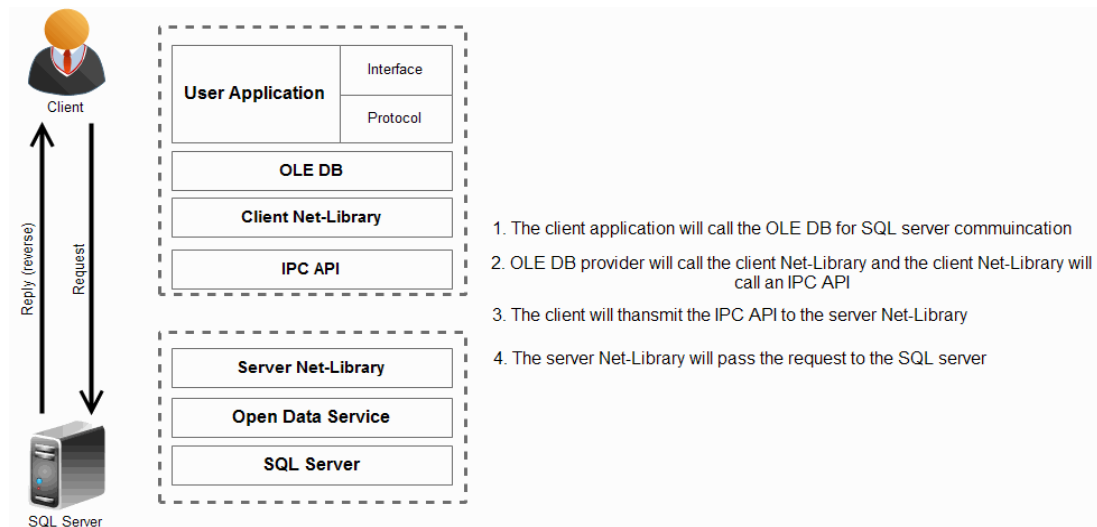 Client
Reply (reverse)
Request
SQL Server
User Application
Interface
Protocol
OLE DB
Client Net-Library
IPC API
Server Net-Library
Open Data Service
SQL Server
1. The client application will call the OLE DB for SQL server commuincation
2. OLE DB provider will call the client Net-Library and the client Net-Library will
call an IPC API
3. The client will thansmit the IPC API to the server Net-Library
4. The server Net-Library will pass the request to the SQL server